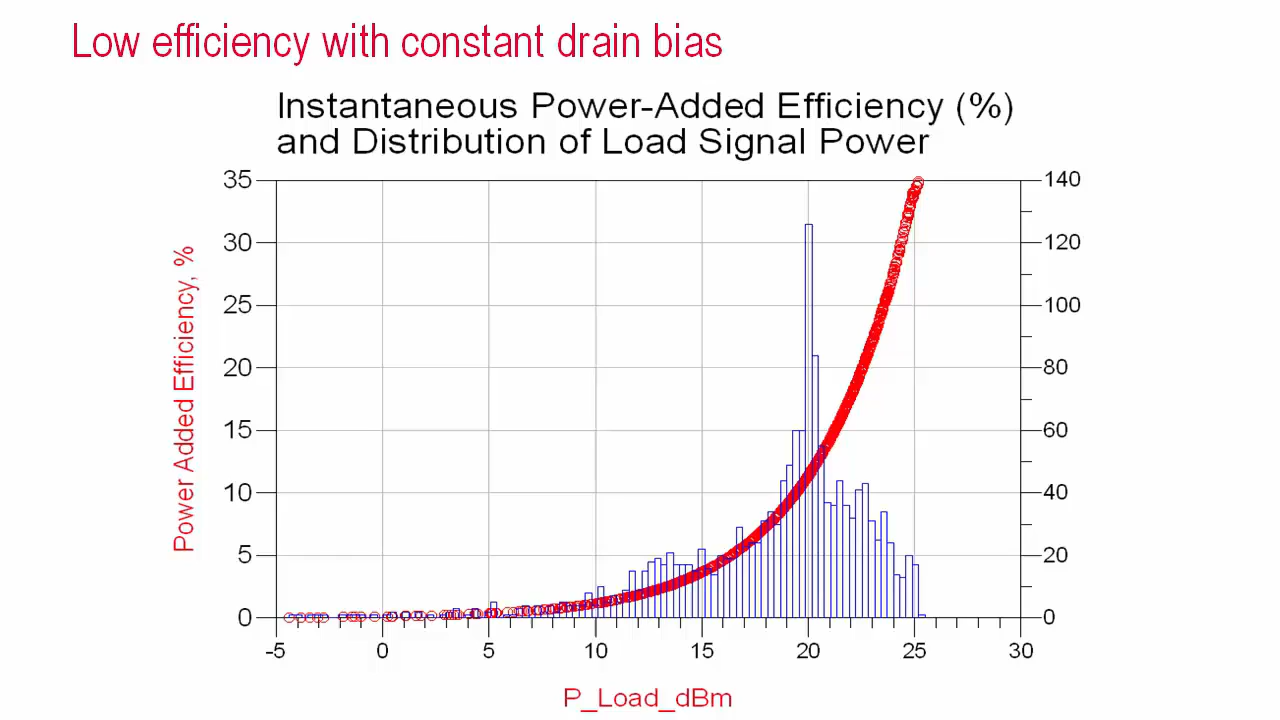 Low efficiency with constant drain bias
Instantaneous Power-Added Efficiency (%)
and Distribution of Load Signal Power
Power Added Efficiency, %
35
30
25
20
15
10
5
0
140
120
100
80
60
40
20
0
-5 0 5 10 15 20 25 30
P_Load_dBm